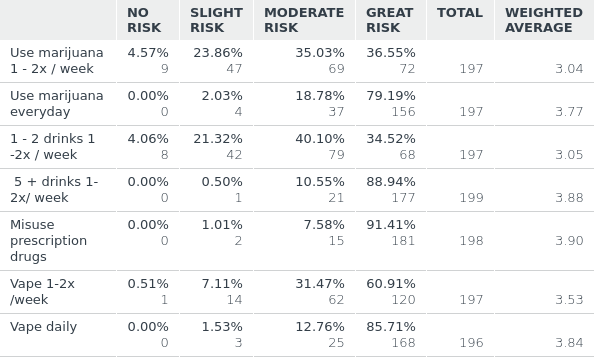 NO RISK SLIGHT RISK MODERATE RISK GREAT RISK TOTAL WEIGHTED AVERAGE
Use marijuana 4.57% 23.86% 35.03% 36.55%
1 - 2x / week 9 47 69 72 197 3.04
Use marijuana 0.00% 2.03% 18.78% 79.19%
everyday 0 4 37 156 197 3.77
1 - 2 drinks 1 4.06% 21.32% 40.10% 34.52%
-2x / week 8 42 79 68 197 3.05
5 + drinks 1- 0.00% 0.50% 10.55% 88.94%
2x/ week 0 1 21 177 199 3.88
Misuse 0.00% 1.01% 7.58% 91.41%
prescription 0 2 15 181 198 3.90
drugs
Vape 1-2x 0.51% 7.11% 31.47% 60.91%
/week 1 14 62 120 197 3.53
Vape daily 0.00% 1.53% 12.76% 85.71%
0 3 25 168 196 3.84